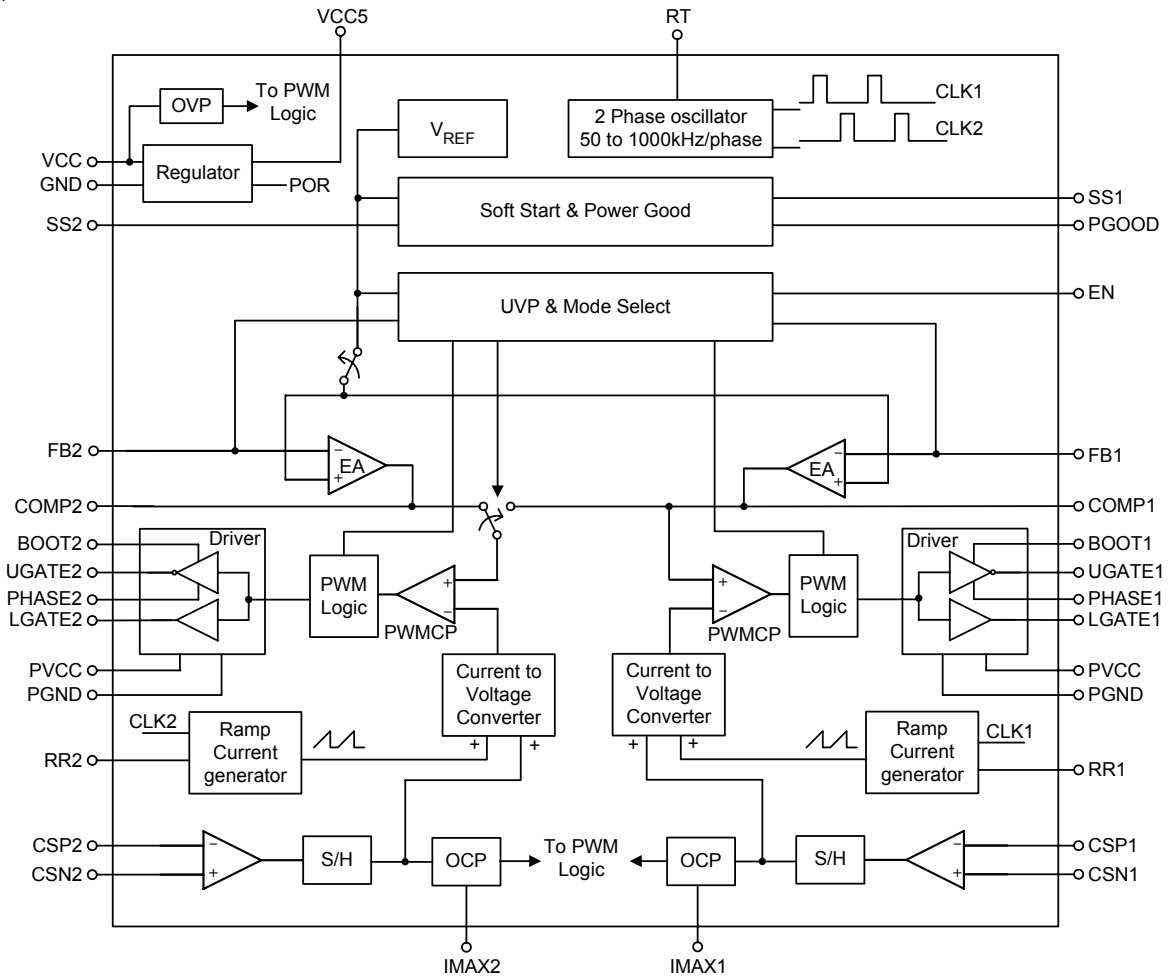 VCC5
RT
OVP
To PWM
Logic
VREF
2 Phase oscillator
50 to 1000kHz/phase
CLK1
CLK2
VCC
GND
Regulator
POR
SS2
Soft Start & Power Good
SS1
PGOOD
UVP & Mode Select
EN
FB2
−
EA
+
−
EA
+
FB1
COMP2
COMP1
BOOT2
UGATE2
PHASE2
LGATE2
Driver
PWM
Logic
+
−
PWMCP
+
−
PWMCP
PWM
Logic
Driver
BOOT1
UGATE1
PHASE1
LGATE1
PVCC
PGND
Current to
Voltage
Converter
+ +
Current to
Voltage
Converter
+ +
PVCC
PGND
CLK2
RR2
Ramp
Current
generator
Ramp
Current
generator
CLK1
RR1
CSP2
CSN2
−
+
S/H
OCP
To PWM
Logic
OCP
S/H
−
+
CSP1
CSN1
IMAX2
IMAX1